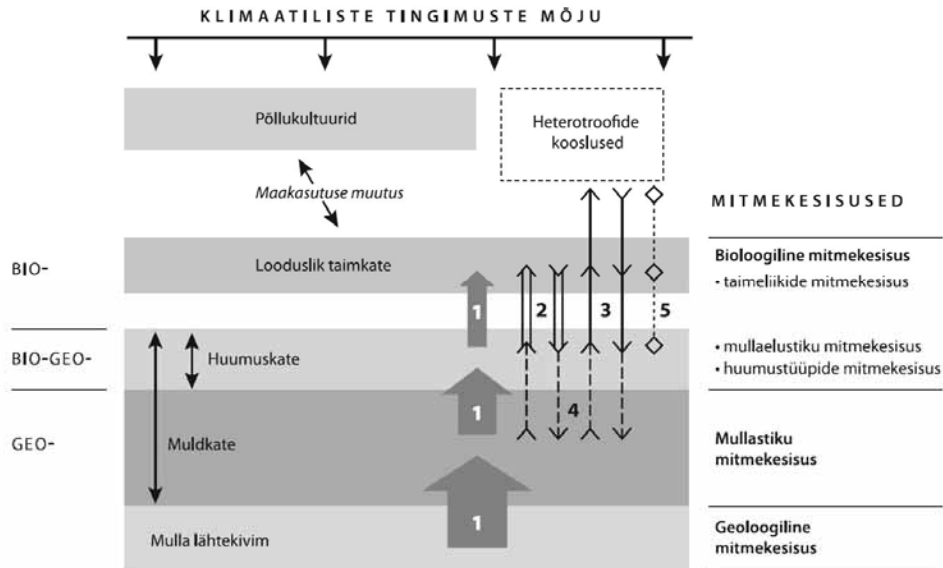 KLIMAATILISTE TINGIMUSTE MÕJU
Põllukultuurid
Heterotroofide
kooslused
Maakasutuse muutus
MITMEKESISUSED
BIO-
Looduslik taimkate
Bioloogiline mitmekesisus
- taimeliikide mitmekesisus
1
2
3
5
BIO-GEO-
Huumuskate
• mullaelustiku mitmekesisus
• huumustüüpide mitmekesisus
1
4
GEO-
Muldkate
Mullastiku
mitmekesisus
1
Mulla lähtekivim
Geoloogiline
mitmekesisus